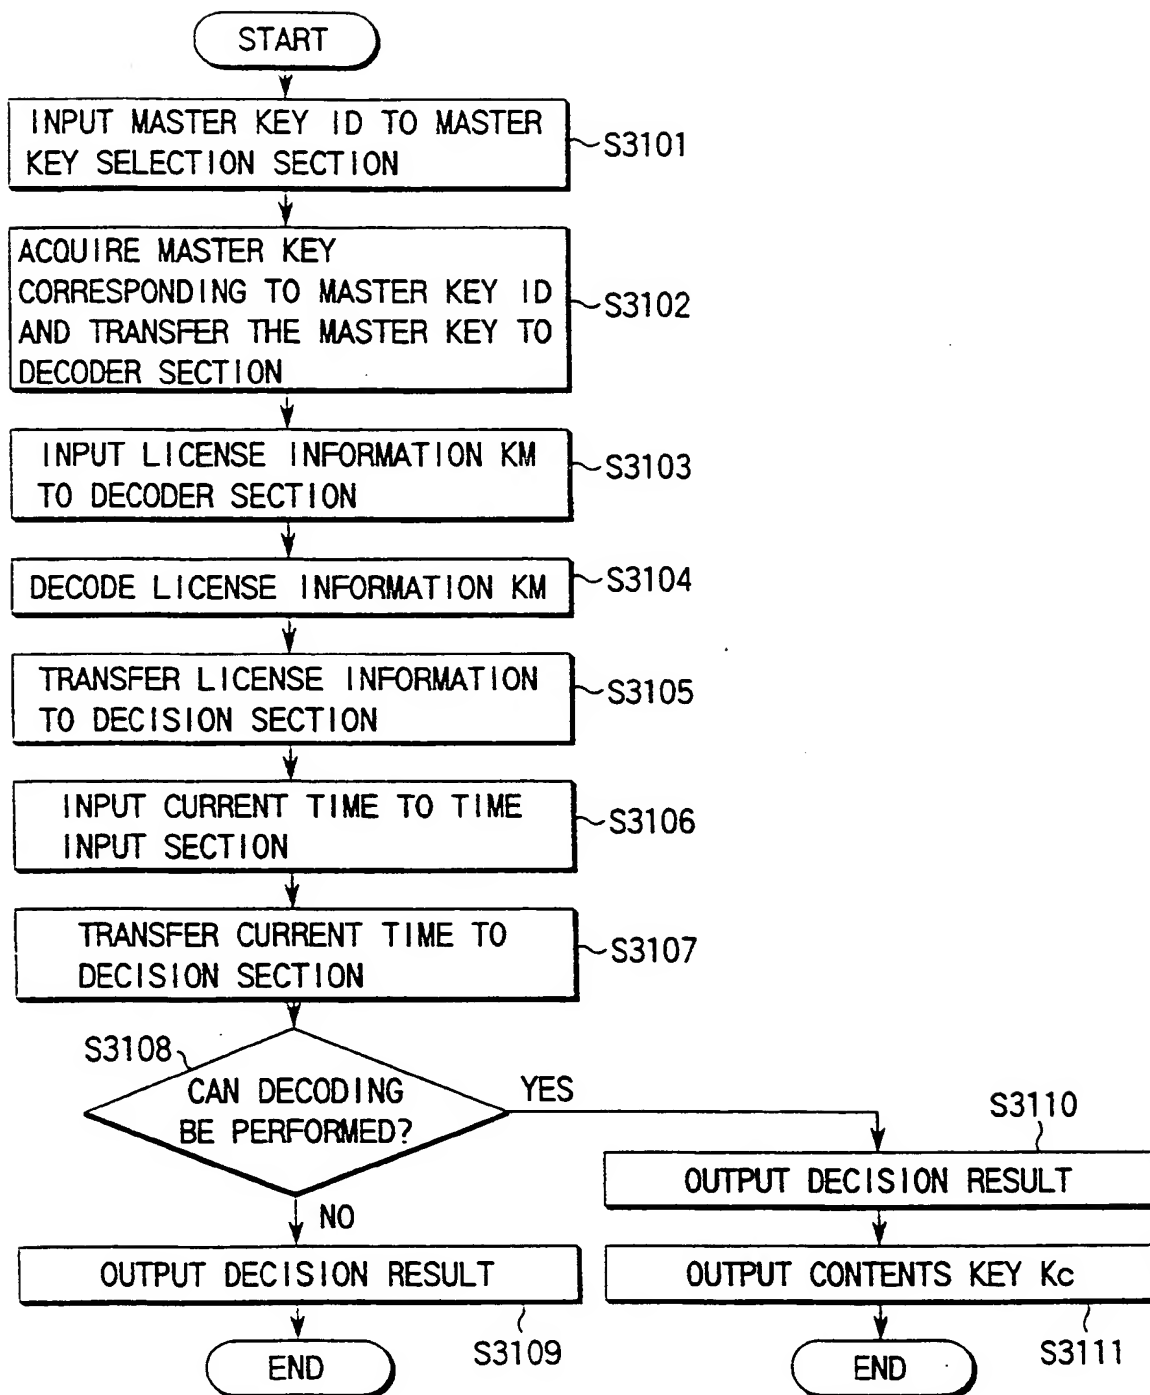 START
INPUT MASTER KEY ID TO MASTER
KEY SELECTION SECTION
S3101
ACQUIRE MASTER KEY
CORRESPONDING TO MASTER KEY ID
AND TRANSFER THE MASTER KEY TO
DECODER SECTION
S3102
INPUT LICENSE INFORMATION KM
TO DECODER SECTION
S3103
DECODE LICENSE INFORMATION KM
S3104
TRANSFER LICENSE INFORMATION
TO DECISION SECTION
S3105
INPUT CURRENT TIME TO TIME
INPUT SECTION
S3106
TRANSFER CURRENT TIME TO
DECISION SECTION
S3107
S3108
CAN DECODING
BE PERFORMED?
YES
NO
OUTPUT DECISION RESULT
S3109
END
S3110
OUTPUT DECISION RESULT
OUTPUT CONTENTS KEY Kc
S3111
END